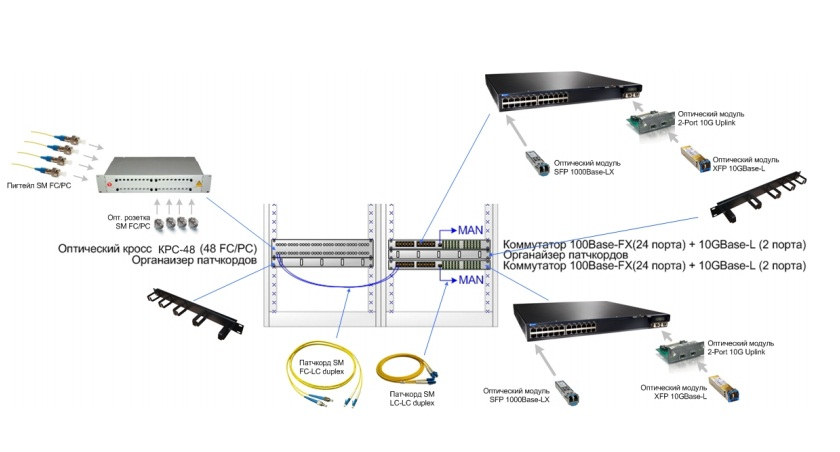 Оптический модуль
2-Port 10G Uplink
Оптический модуль
SFP 1000Base-LX
Оптический модуль
XFP 10GBase-L
Пигтейл SM FC/PC
Опт. розетка
SM FC/PC
MAN
Оптический кросс КРС-48 (48 FC/PC)
Органаизер патчкордов
Коммутатор 100Base-FX(24 порта) + 10GBase-L (2 порта)
Органайзер патчкордов
Коммутатор 100Base-FX(24 порта) + 10GBase-L (2 порта)
MAN
Патчкорд SM
FC-LC duplex
Патчкорд SM
LC-LC duplex
Оптический модуль
2-Port 10G Uplink
Оптический модуль
SFP 1000Base-LX
Оптический модуль
XFP 10GBase-L